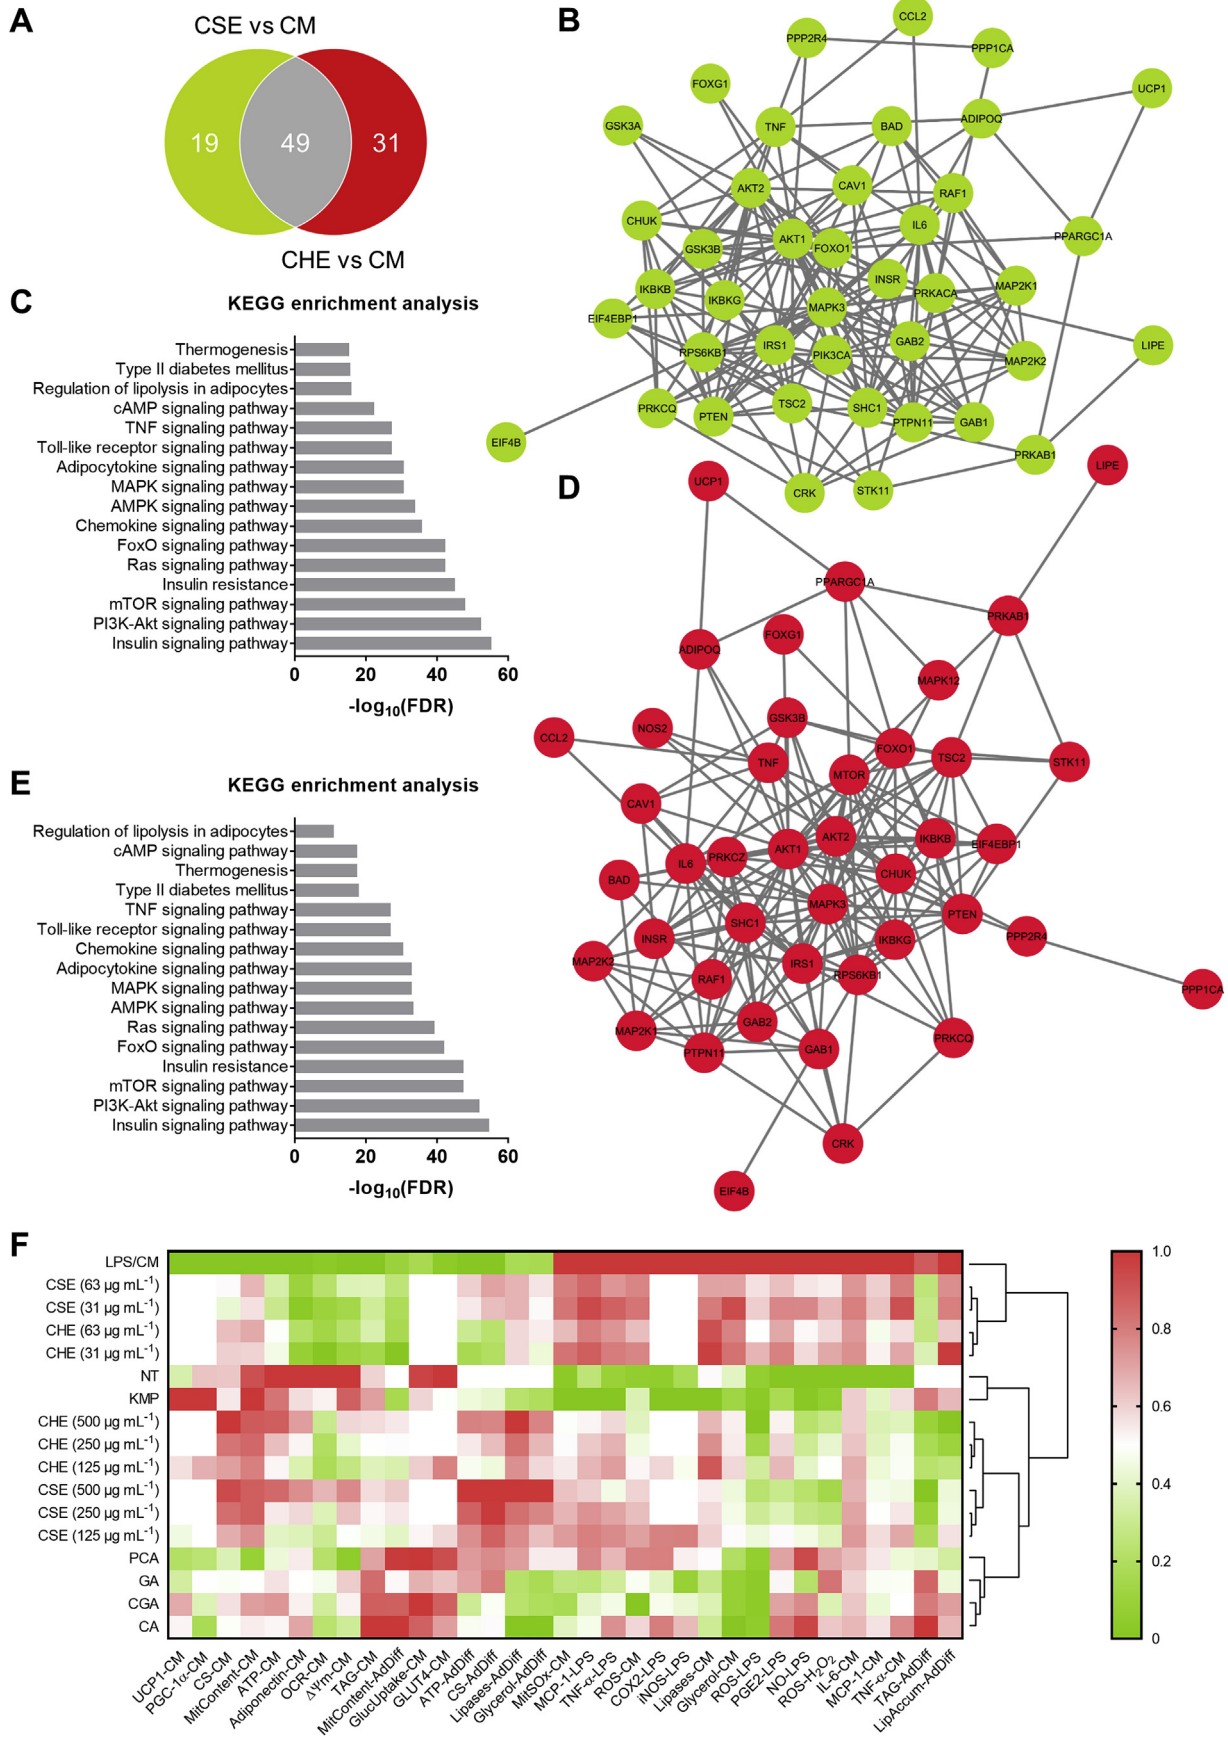 A
CSE vs CM
19
49
31
CHE vs CM
B
CCL2
PPP2R4
PPP1CA
FOXG1
UCP1
GSK3A
TNF
BAD
ADIPOQ
AKT2
CAV1
RAF1
CHUK
IL6
AKT1
FOXO1
GSK3B
PPARGC1A
INSR
IKBKB
IKBKG
PRKACA
MAP2K1
MAPK3
EIF4EBP1
IRS1
GAB2
LIPE
RPS6KB1
PIK3CA
MAP2K2
PRKCQ
PTEN
TSC2
SHC1
PTPN11
GAB1
EIF4B
PRKAB1
CRK
STK11
C
KEGG enrichment analysis
Thermogenesis
Type II diabetes mellitus
Regulation of lipolysis in adipocytes
cAMP signaling pathway
TNF signaling pathway
Toll-like receptor signaling pathway
Adipocytokine signaling pathway
MAPK signaling pathway
AMPK signaling pathway
Chemokine signaling pathway
FoxO signaling pathway
Ras signaling pathway
Insulin resistance
mTOR signaling pathway
PI3K-Akt signaling pathway
Insulin signaling pathway
0 20 40 60
-log10(FDR)
D
LIPE
UCP1
PPARGC1A
PRKAB1
FOXG1
ADIPOQ
MAPK12
GSK3B
NOS2
CCL2
FOXO1
TSC2
STK11
TNF
MTOR
CAV1
AKT2
IKBKB
EIF4EBP1
AKT1
PRKCZ
IL6
BAD
CHUK
MAPK3
PTEN
SHC1
INSR
IKBKG
PPP2R4
MAP2K2
IRS1
RPS6KB1
RAF1
PPP1CA
GAB2
MAP2K1
PTPN11
GAB1
PRKCQ
CRK
EIF4B
E
KEGG enrichment analysis
Regulation of lipolysis in adipocytes
cAMP signaling pathway
Thermogenesis
Type II diabetes mellitus
TNF signaling pathway
Toll-like receptor signaling pathway
Chemokine signaling pathway
Adipocytokine signaling pathway
MAPK signaling pathway
AMPK signaling pathway
Ras signaling pathway
FoxO signaling pathway
Insulin resistance
mTOR signaling pathway
PI3K-Akt signaling pathway
Insulin signaling pathway
0 20 40 60
-log10(FDR)
F
LPS/CM
CSE (63 µg mL-1)
CSE (31 µg mL-1)
CHE (63 µg mL-1)
CHE (31 µg mL-1)
NT
KMP
CHE (500 µg mL-1)
CHE (250 µg mL-1)
CHE (125 µg mL-1)
CSE (500 µg mL-1)
CSE (250 µg mL-1)
CSE (125 µg mL-1)
PCA
GA
CGA
CA
UCP1-CM
PGC-1α-CM
CS-CM
MitContent-CM
ATP-CM
Adiponectin-CM
OCR-CM
ΔΨm-CM
TAG-CM
MitContent-AdDiff
GlucUptake-CM
GLUT4-CM
ATP-AdDiff
CS-AdDiff
Lipases-AdDiff
Glycerol-AdDiff
MitSOx-CM
MCP-1-LPS
TNF-α-LPS
ROS-CM
COX2-LPS
iNOS-LPS
Lipases-CM
Glycerol-CM
ROS-LPS
PGE2-LPS
NO-LPS
ROS-H2O2
IL-6-CM
MCP-1-CM
TNF-α-CM
TAG-AdDiff
LipAccum-AdDiff
1.0
0.8
0.6
0.4
0.2
0